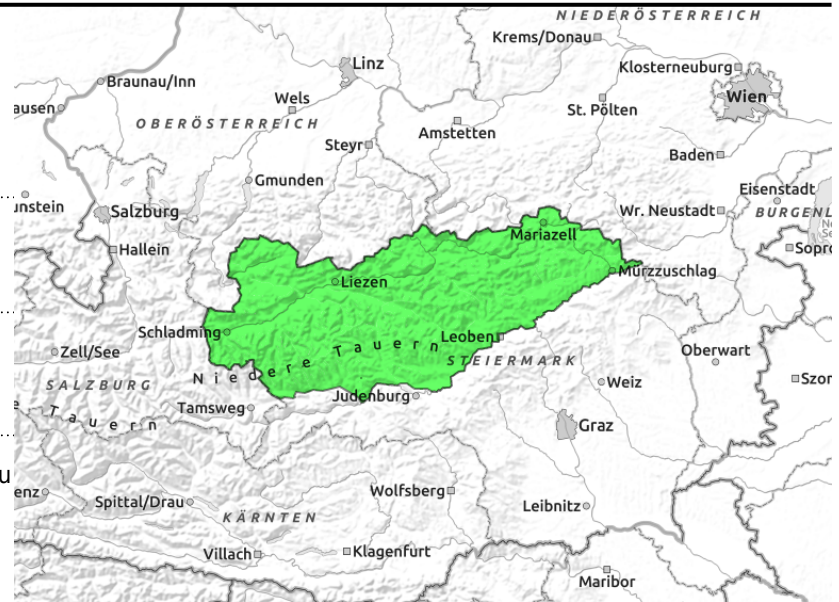 NIEDERÖSTERREICH
Krems/Donau
Linz
Klosterneuburg
Braunau/Inn
Wels
Wien
ausen
St. Pölten
OBERÖSTERREICH
Amstetten
Steyr
Baden
Gmunden
Eisenstadt
unstein
Salzburg
Wr. Neustadt
BURGENL
Mariazell
Hallein
Sopro
Mürzzuschlag
Liezen
Schladming
Leoben
Niedere Tauern
Zell/See
STEIERMARK
Oberwart
SALZBURG
Weiz
Szor
Judenburg
Tamsweg
e Tauern
Graz
u
enz
Wolfsberg
Spittal/Drau
Leibnitz
KÄRNTEN
Villach
Klagenfurt
Maribor